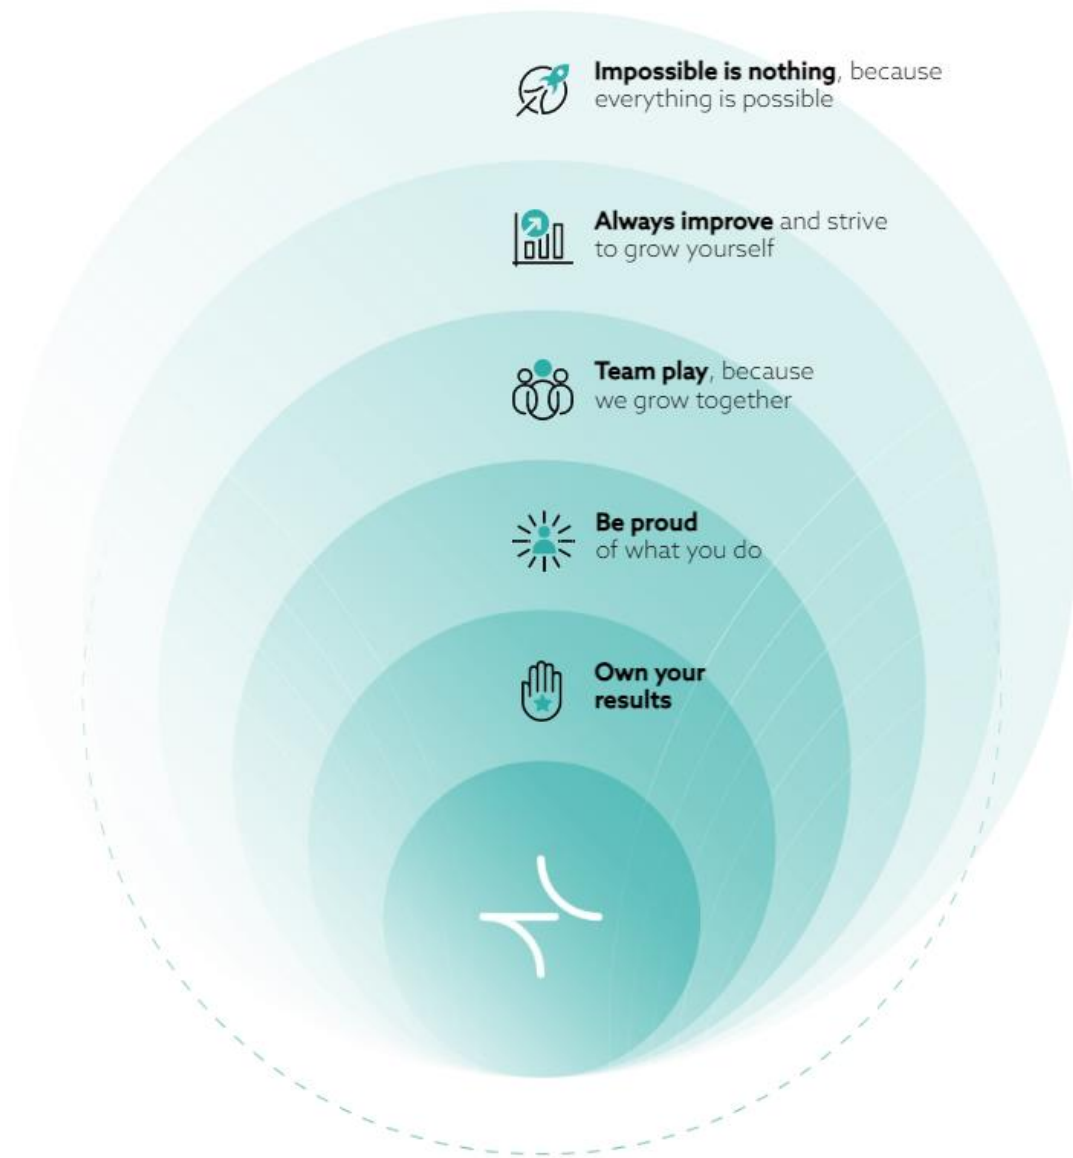 Impossible is nothing, because
everything is possible
Always improve and strive
to grow yourself
Team play, because
we grow together
Be proud
of what you do
Own your
results